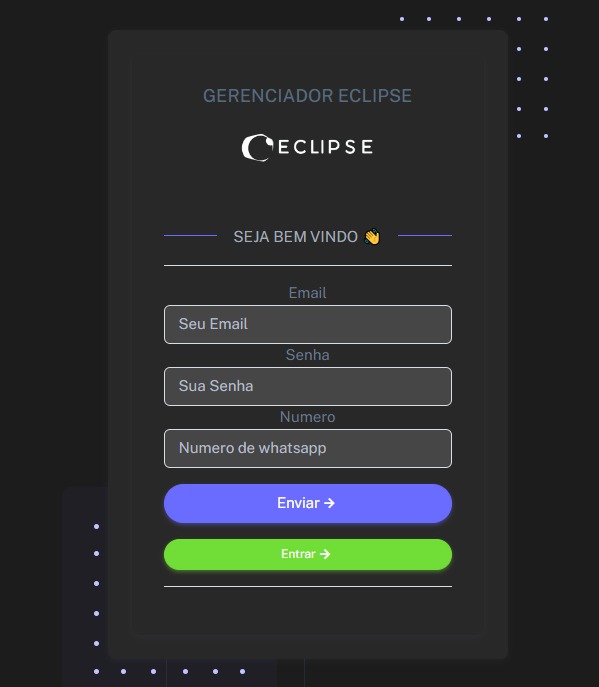 GERENCIADOR ECLIPSE
ECLIPSE
SEJA BEM VINDO 👋
Email
Seu Email
Senha
Sua Senha
Numero
Numero de whatsapp
Enviar →
Entrar →